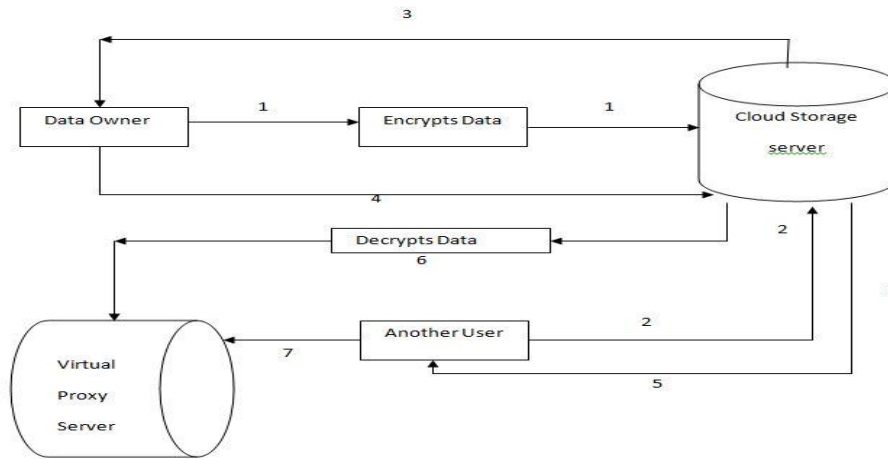 3
Data Owner
1
Encrypts Data
1
Cloud Storage
server
4
2
Decrypts Data
6
Another User
2
7
5
Virtual
Proxy
Server